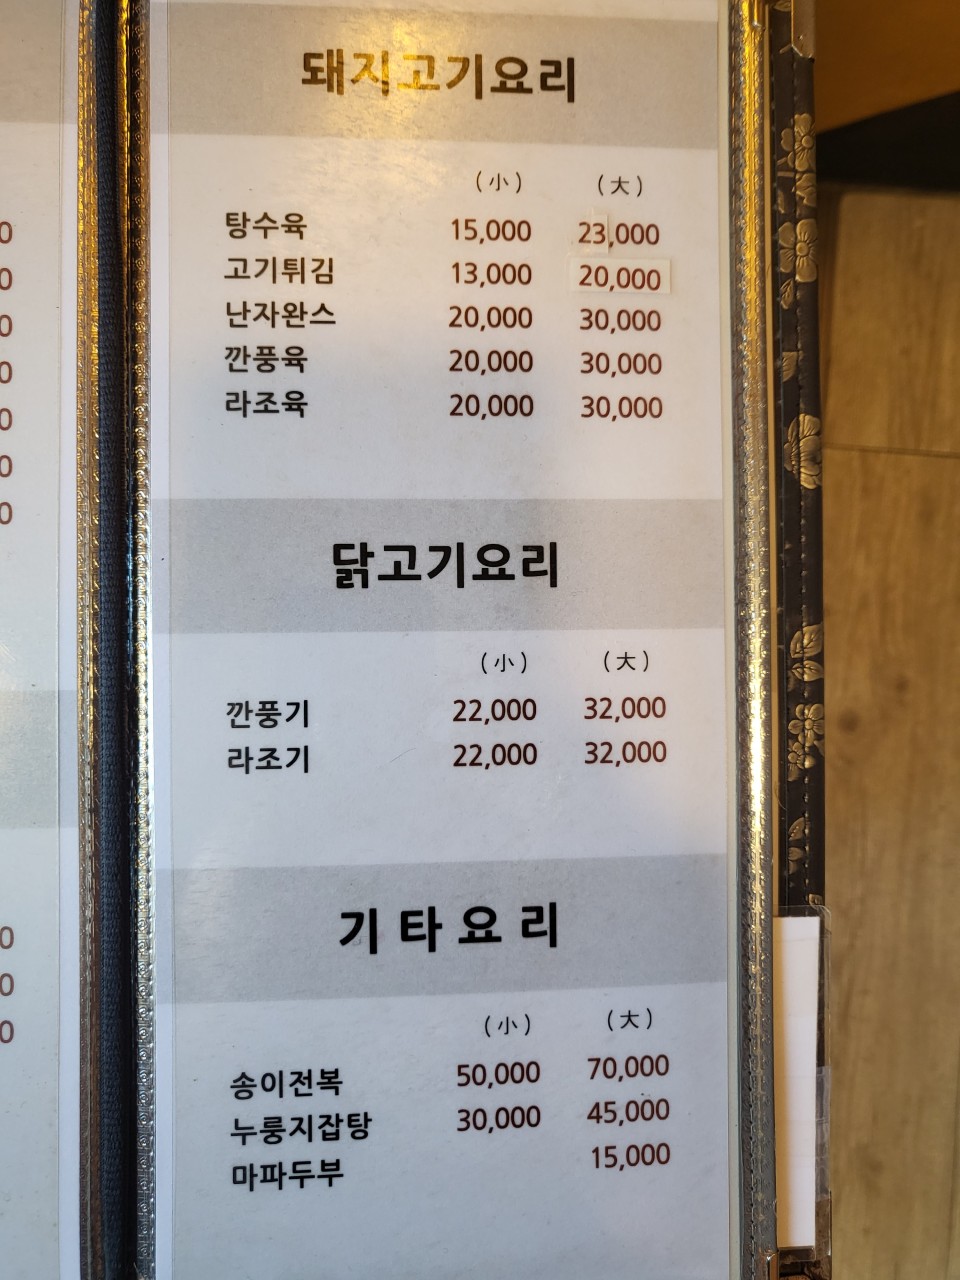 돼지고기요리
(小) (大)
탕수육 15,000 23,000
고기튀김 13,000 20,000
난자완스 20,000 30,000
깐풍육 20,000 30,000
라조육 20,000 30,000
닭고기요리
(小) (大)
깐풍기 22,000 32,000
라조기 22,000 32,000
기타요리
(小) (大)
송이전복 50,000 70,000
누룽지잡탕 30,000 45,000
마파두부 15,000